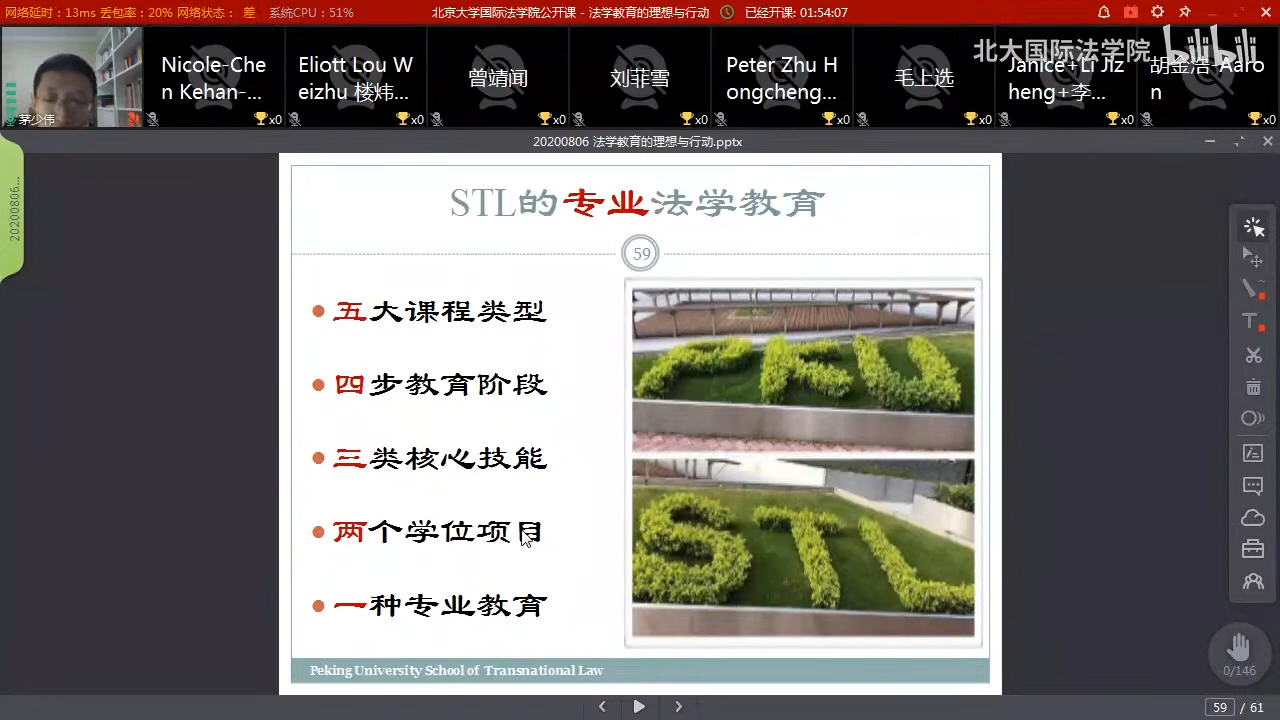 网络延时：13ms 丢包率：20% 网络状态： 差 系统CPU：51%
北京大学国际法学院公开课 - 法学教育的理想与行动
已经开课: 01:54:07
北大国际法学院
bilibili
茅少伟
Nicole-Che
n Kehan-...
x0
Eliott Lou W
eizhu 楼炜...
x0
曾靖闻
x0
刘菲雪
x0
Peter Zhu H
ongcheng...
x0
毛上选
x0
Janice+Li Jiz
heng+李...
x0
胡金浩-Aaro
n
x0
20200806 法学教育的理想与行动.pptx
20200806...
STL的专业法学教育
59
五大课程类型
四步教育阶段
三类核心技能
两个学位项目
一种专业教育
PKU
STL
Peking University School of Transnational Law
0/146
59 / 61